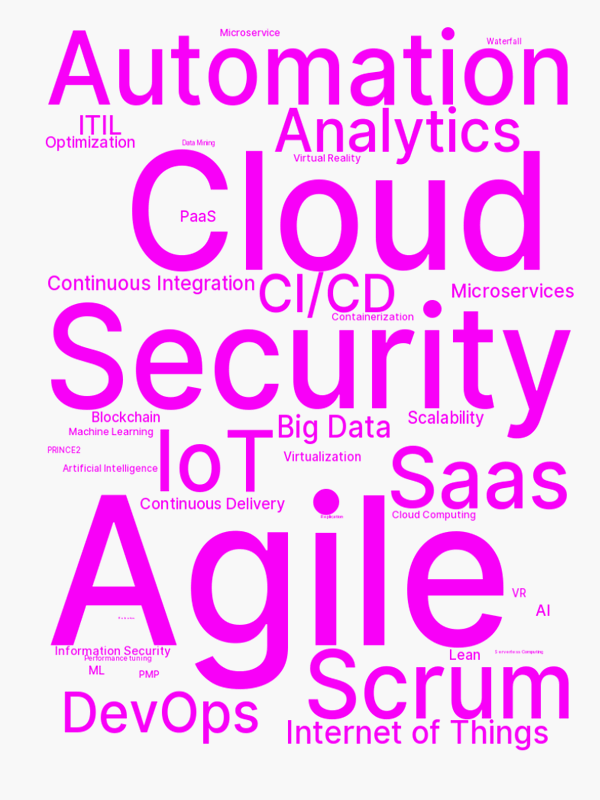 Microservice
Waterfall
Automation
ITIL
Analytics
Optimization
Data Mining
Virtual Reality
Cloud
PaaS
Continuous Integration
CI/CD
Microservices
Containerization
Security
Blockchain
Scalability
Big Data
Machine Learning
IoT
PRINCE2
Virtualization
Artificial Intelligence
Saas
Continuous Delivery
Cloud Computing
Agile
VR
AI
Information Security
Serverless Computing
Lean
Performance tuning
ML
PMP
Scrum
DevOps
Internet of Things